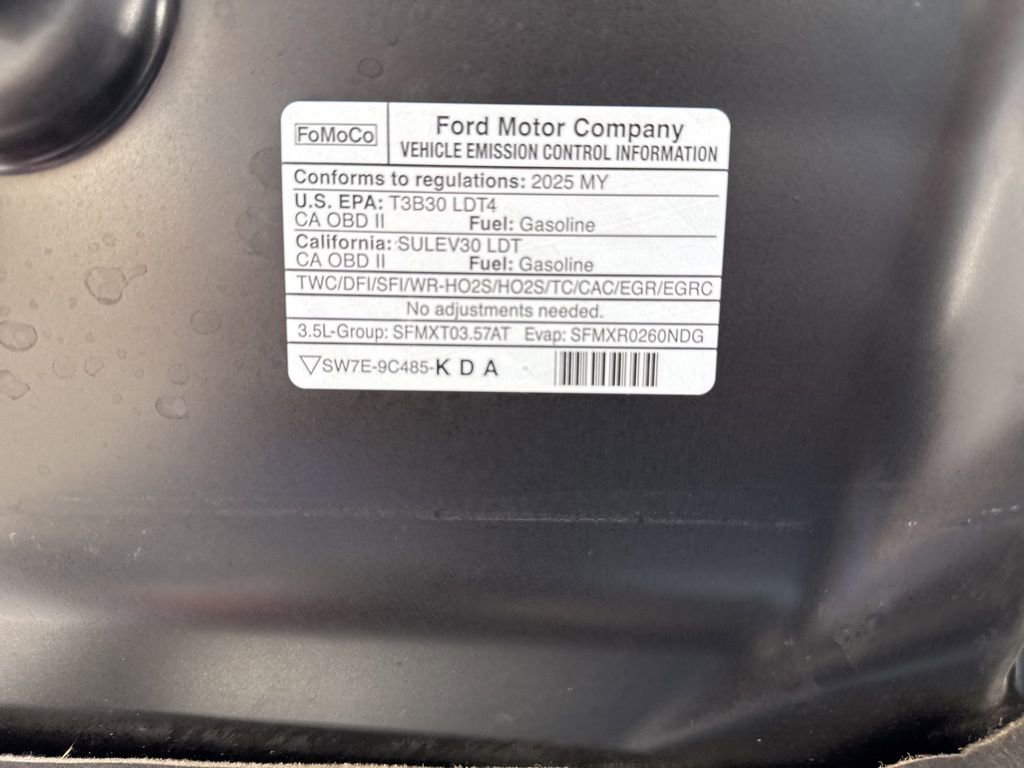 FoMoCo
Ford Motor Company
VEHICLE EMISSION CONTROL INFORMATION
Conforms to regulations: 2025 MY
U.S. EPA: T3B30 LDT4
CA OBD II Fuel: Gasoline
California: SULEV30 LDT
CA OBD II Fuel: Gasoline
TWC/DFI/SFI/WR-HO2S/HO2S/TC/CAC/EGR/EGRC
No adjustments needed.
3.5L-Group: SFMXT03.57AT Evap: SFMXR0260NDG
▽SW7E-9C485-K D A